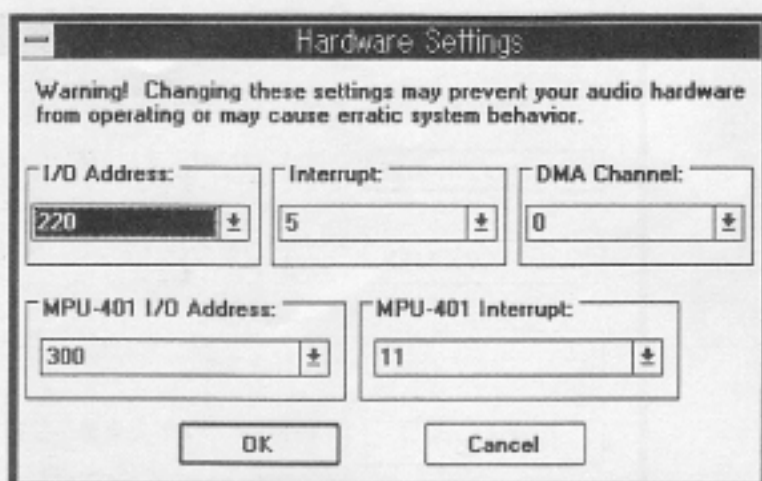 Hardware Settings
Warning! Changing these settings may prevent your audio hardware
from operating or may cause erratic system behavior.
I/O Address: Interrupt: DMA Channel:
220 5 0
MPU-401 I/O Address: MPU-401 Interrupt:
300 11
OK Cancel